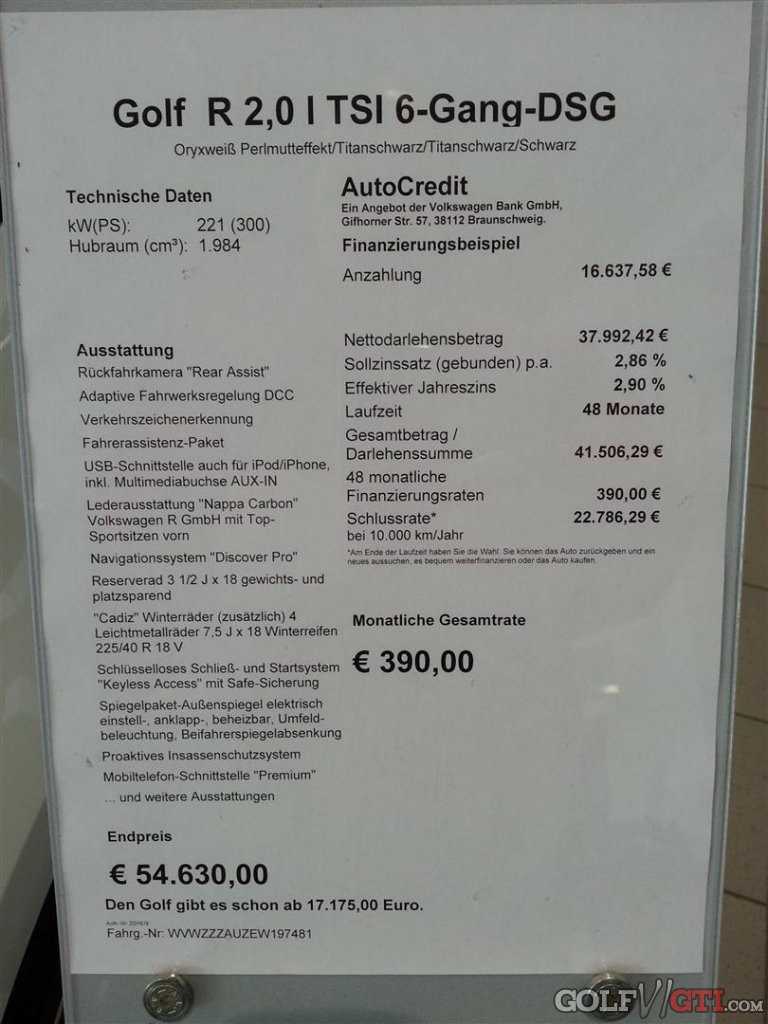 Golf R 2,0 l TSI 6-Gang-DSG
Oryxweiß Perlmutteffekt/Titanschwarz/Titanschwarz/Schwarz
Technische Daten
kW(PS): 221 (300)
Hubraum (cm³): 1.984
Ausstattung
Rückfahrkamera "Rear Assist"
Adaptive Fahrwerksregelung DCC
Verkehrszeichenerkennung
Fahrerassistenz-Paket
USB-Schnittstelle auch für iPod/iPhone,
inkl. Multimediabuchse AUX-IN
Lederausstattung "Nappa Carbon"
Volkswagen R GmbH mit Top-
Sportsitzen vorn
Navigationssystem "Discover Pro"
Reserverad 3 1/2 J x 18 gewichts- und
platzsparend
"Cadiz" Winterräder (zusätzlich) 4
Leichtmetallräder 7,5 J x 18 Winterreifen
225/40 R 18 V
Schlüsselloses Schließ- und Startsystem
"Keyless Access" mit Safe-Sicherung
Spiegelpaket-Außenspiegel elektrisch
einstell-, anklapp-, beheizbar, Umfeld-
beleuchtung, Beifahrerspiegelabsenkung
Proaktives Insassenschutzsystem
Mobiltelefon-Schnittstelle "Premium"
... und weitere Ausstattungen
AutoCredit
Ein Angebot der Volkswagen Bank GmbH,
Gifhorner Str. 57, 38112 Braunschweig.
Finanzierungsbeispiel
Anzahlung 16.637,58 €
Nettodarlehensbetrag 37.992,42 €
Sollzinssatz (gebunden) p.a. 2,86 %
Effektiver Jahreszins 2,90 %
Laufzeit 48 Monate
Gesamtbetrag /
Darlehenssumme 41.506,29 €
48 monatliche
Finanzierungsraten 390,00 €
Schlussrate* 22.786,29 €
bei 10.000 km/Jahr
*Am Ende der Laufzeit haben Sie die Wahl: Sie können das Auto zurückgeben und ein
neues aussuchen, es bequem weiterfinanzieren oder das Auto kaufen.
Monatliche Gesamtrate
€ 390,00
Endpreis
€ 54.630,00
Den Golf gibt es schon ab 17.175,00 Euro.
Fahrg.-Nr: WVWZZZAUZEW197481
GOLFVIGTI.COM